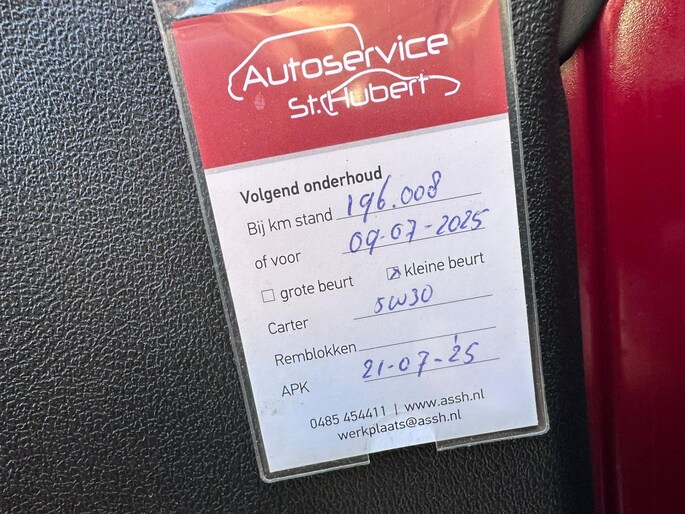 Autoservice
St. Hubert
Volgend onderhoud
Bij km stand 196.008
of voor 09-07-2025
grote beurt kleine beurt
Carter 5W30
Remblokken
APK 21-07-25
0485 454411 | www.assh.nl
werkplaats@assh.nl